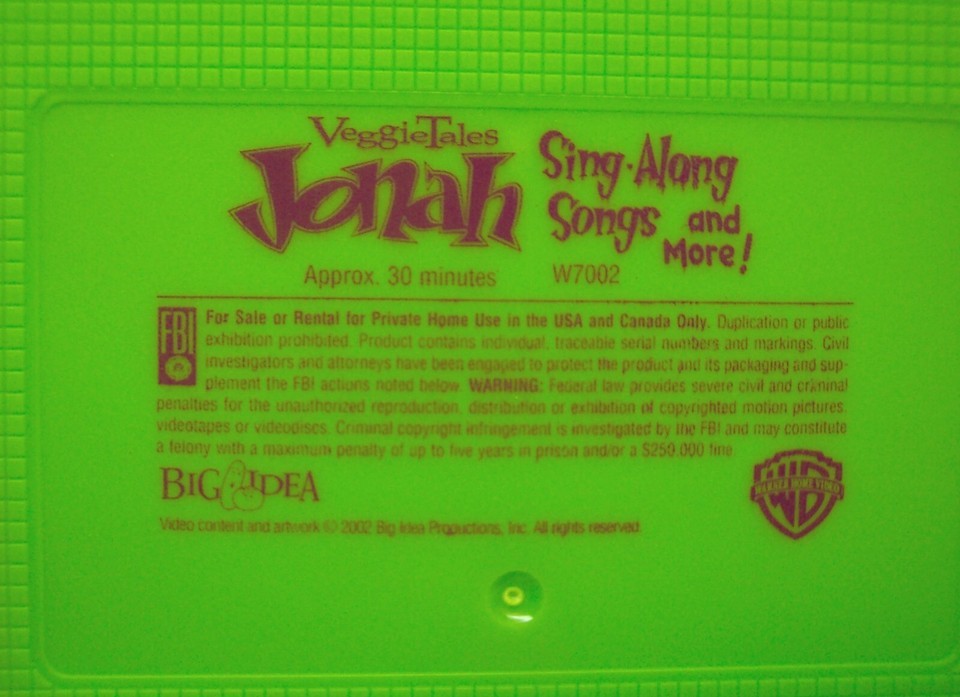 VeggieTales
Jonah
Sing-Along
Songs and
More!
Approx. 30 minutes W7002
FBI
For Sale or Rental for Private Home Use in the USA and Canada Only. Duplication or public
exhibition prohibited. Product contains individual, traceable serial numbers and markings. Civil
investigators and attorneys have been engaged to protect the product and its packaging and sup-
plement the FBI actions noted below. WARNING: Federal law provides severe civil and criminal
penalties for the unauthorized reproduction, distribution or exhibition of copyrighted motion pictures,
videotapes or videodiscs. Criminal copyright infringement is investigated by the FBI and may constitute
a felony with a maximum penalty of up to five years in prison and/or a $250,000 fine.
BIG IDEA
WB
WARNER HOME VIDEO
Video content and artwork © 2002 Big Idea Productions, Inc. All rights reserved.